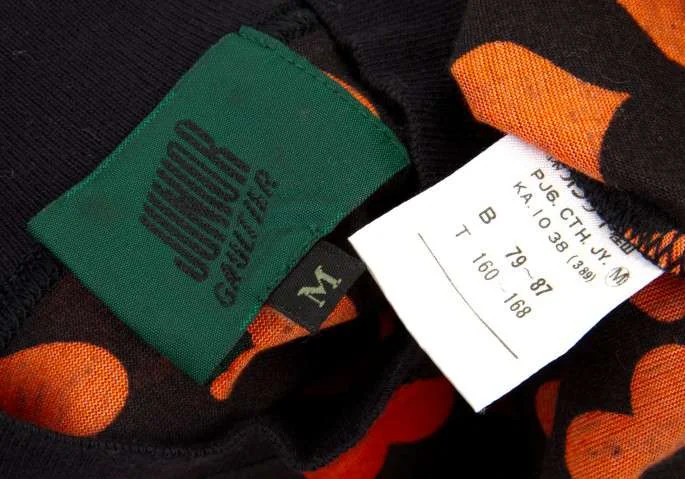 JUNIOR
GAULTIER
M
PJ6. CTH. JY.
KA. 10 38 (389) M
B 79~87
T 160~168